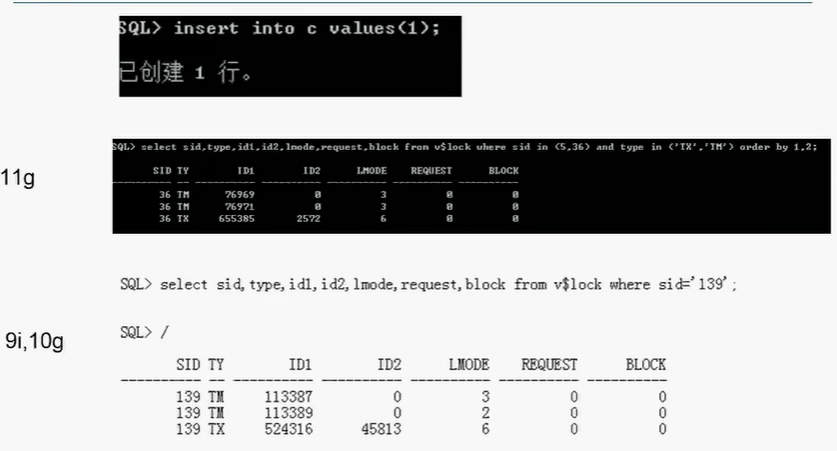 SQL> insert into c values(1);
已创建 1 行。
11g
SQL> select sid,type,id1,id2,lmode,request,block from v$lock where sid in (5,36) and type in ('TX','TM') order by 1,2;
SID TY ID1 ID2 LMODE REQUEST BLOCK
---------- -- ---------- ---------- ---------- ---------- ----------
36 TM 76969 0 3 0 0
36 TM 76971 0 3 0 0
36 TX 655385 2572 6 0 0
SQL> select sid,type,id1,id2,lmode,request,block from v$lock where sid='139';
9i,10g
SQL> /
SID TY ID1 ID2 LMODE REQUEST BLOCK
---------- -- ---------- ---------- ---------- ---------- ----------
139 TM 113387 0 3 0 0
139 TM 113389 0 2 0 0
139 TX 524316 45813 6 0 0